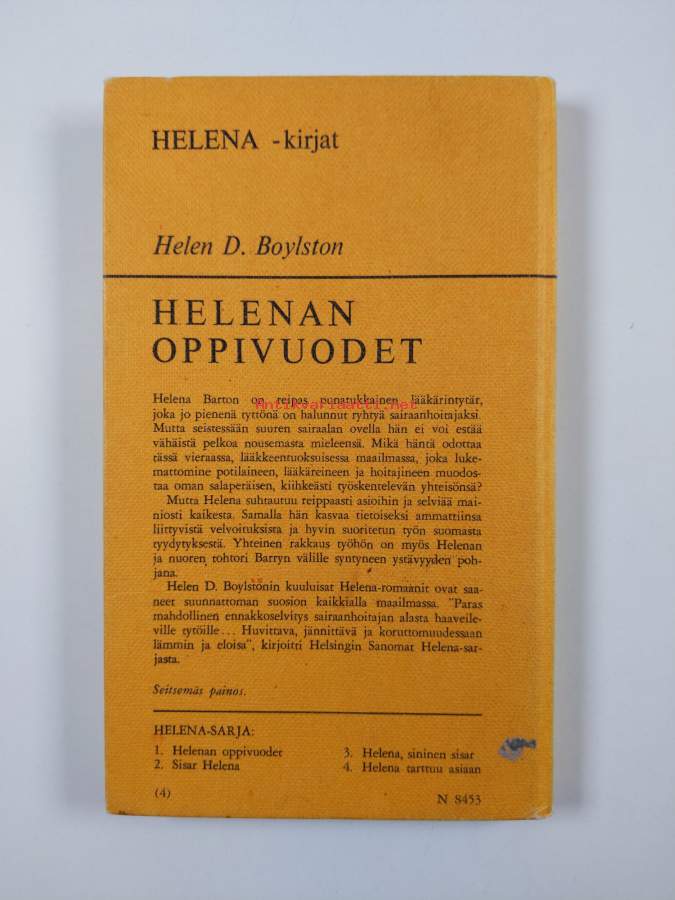 HELENA -kirjat
Helen D. Boylston
HELENAN
OPPIVUODET
Helena Barton on reipas punatukkainen lääkärintytär,
joka jo pienenä tyttönä on halunnut ryhtyä sairaanhoitajaksi.
Antikvariaatti.net
Mutta seistessään suuren sairaalan ovella hän ei voi estää
vähäistä pelkoa nousemasta mieleensä. Mikä häntä odottaa
tässä vieraassa, lääkkeentuoksuisessa maailmassa, joka luke-
mattomine potilaineen, lääkäreineen ja hoitajineen muodos-
taa oman salaperäisen, kiihkeästi työskentelevän yhteisönsä?
Mutta Helena suhtautuu reippaasti asioihin ja selviää mai-
niosti kaikesta. Samalla hän kasvaa tietoiseksi ammattiinsa
liittyvistä velvoituksista ja hyvin suoritetun työn suomasta
tyydytyksestä. Yhteinen rakkaus työhön on myös Helenan
ja nuoren tohtori Barryn välille syntyneen ystävyyden poh-
jana.
Helen D. Boylstonin kuuluisat Helena-romaanit ovat saa-
neet suunnattoman suosion kaikkialla maailmassa. "Paras
mahdollinen ennakkoselvitys sairaanhoitajan alasta haaveile-
ville tytöille... Huvittava, jännittävä ja koruttomuudessaan
lämmin ja eloisa", kirjoitti Helsingin Sanomat Helena-sar-
jasta.
Seitsemäs painos.
HELENA-SARJA:
1. Helenan oppivuodet
2. Sisar Helena
3. Helena, sininen sisar
4. Helena tarttuu asiaan
(4)
N 8453